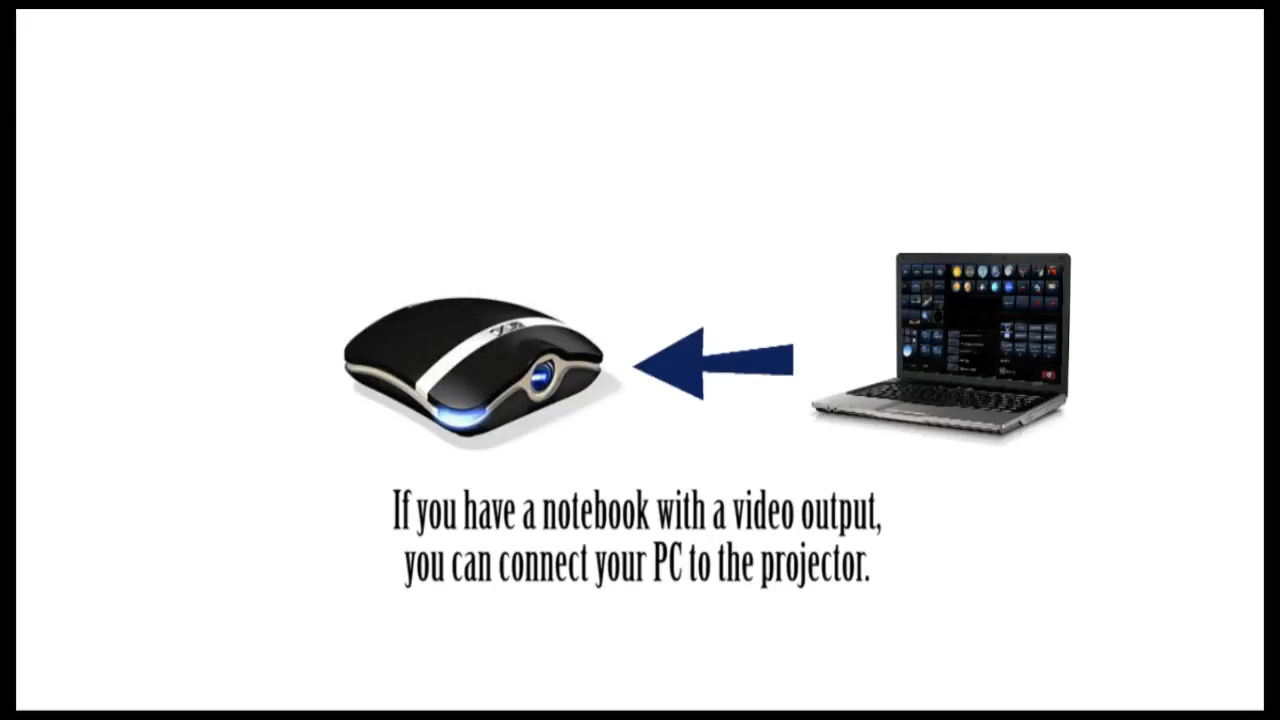 If you have a notebook with a video output,
you can connect your PC to the projector.